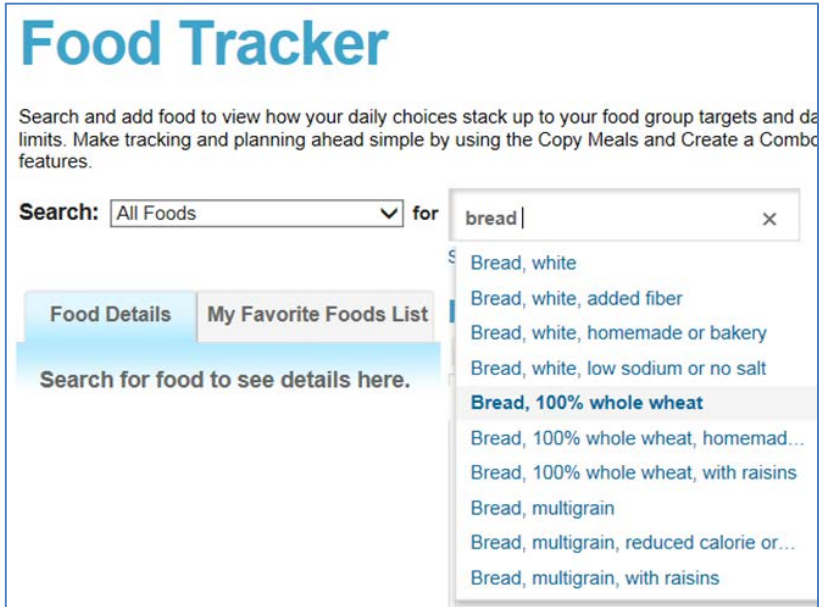 Food Tracker
Search and add food to view how your daily choices stack up to your food group targets and da
limits. Make tracking and planning ahead simple by using the Copy Meals and Create a Combo
features.
Search: All Foods for bread
Bread, white
Bread, white, added fiber
Bread, white, homemade or bakery
Bread, white, low sodium or no salt
Bread, 100% whole wheat
Bread, 100% whole wheat, homemad...
Bread, 100% whole wheat, with raisins
Bread, multigrain
Bread, multigrain, reduced calorie or...
Bread, multigrain, with raisins
Food Details My Favorite Foods List
Search for food to see details here.